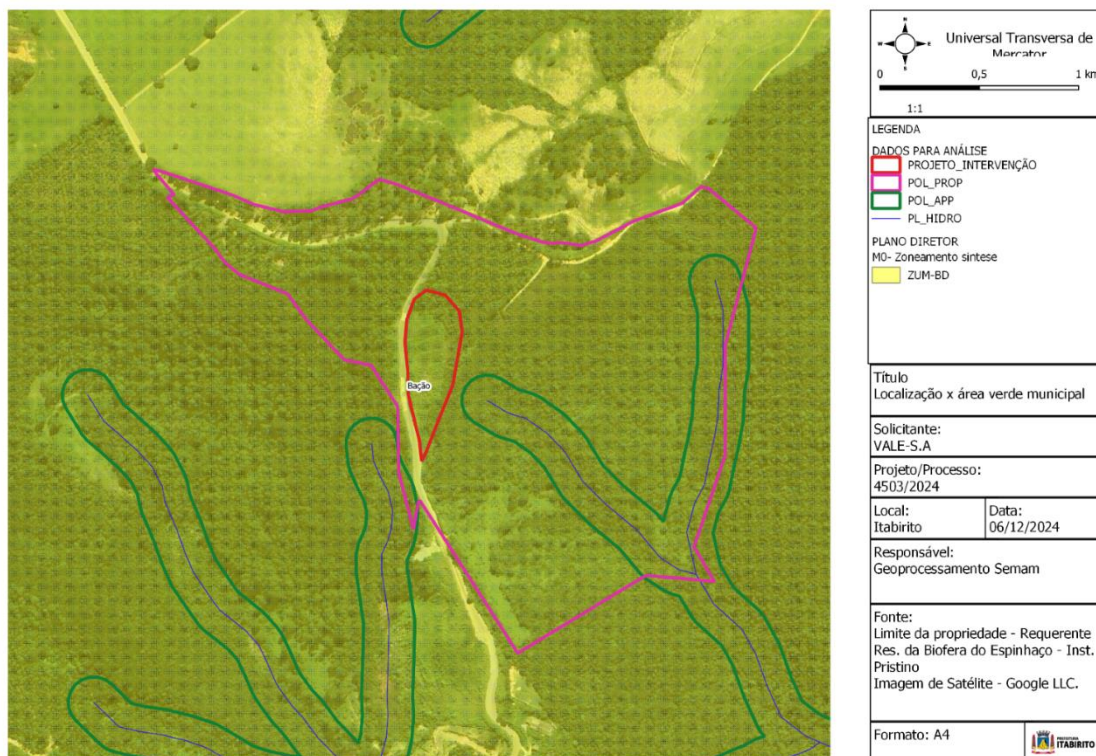 Bação
N
W
E
S
Universal Transversa de
Mercator
0
0,5
1 km
1:1
LEGENDA
DADOS PARA ANÁLISE
PROJETO_INTERVENÇÃO
POL_PROP
POL_APP
PL_HIDRO
PLANO DIRETOR
M0- Zoneamento sintese
ZUM-BD
Título
Localização x área verde municipal
Solicitante:
VALE-S.A
Projeto/Processo:
4503/2024
Local:
Itabirito
Data:
06/12/2024
Responsável:
Geoprocessamento Semam
Fonte:
Limite da propriedade - Requerente
Res. da Biofera do Espinhaço - Inst.
Pristino
Imagem de Satélite - Google LLC.
Formato: A4
PREFEITURA
ITABIRITO